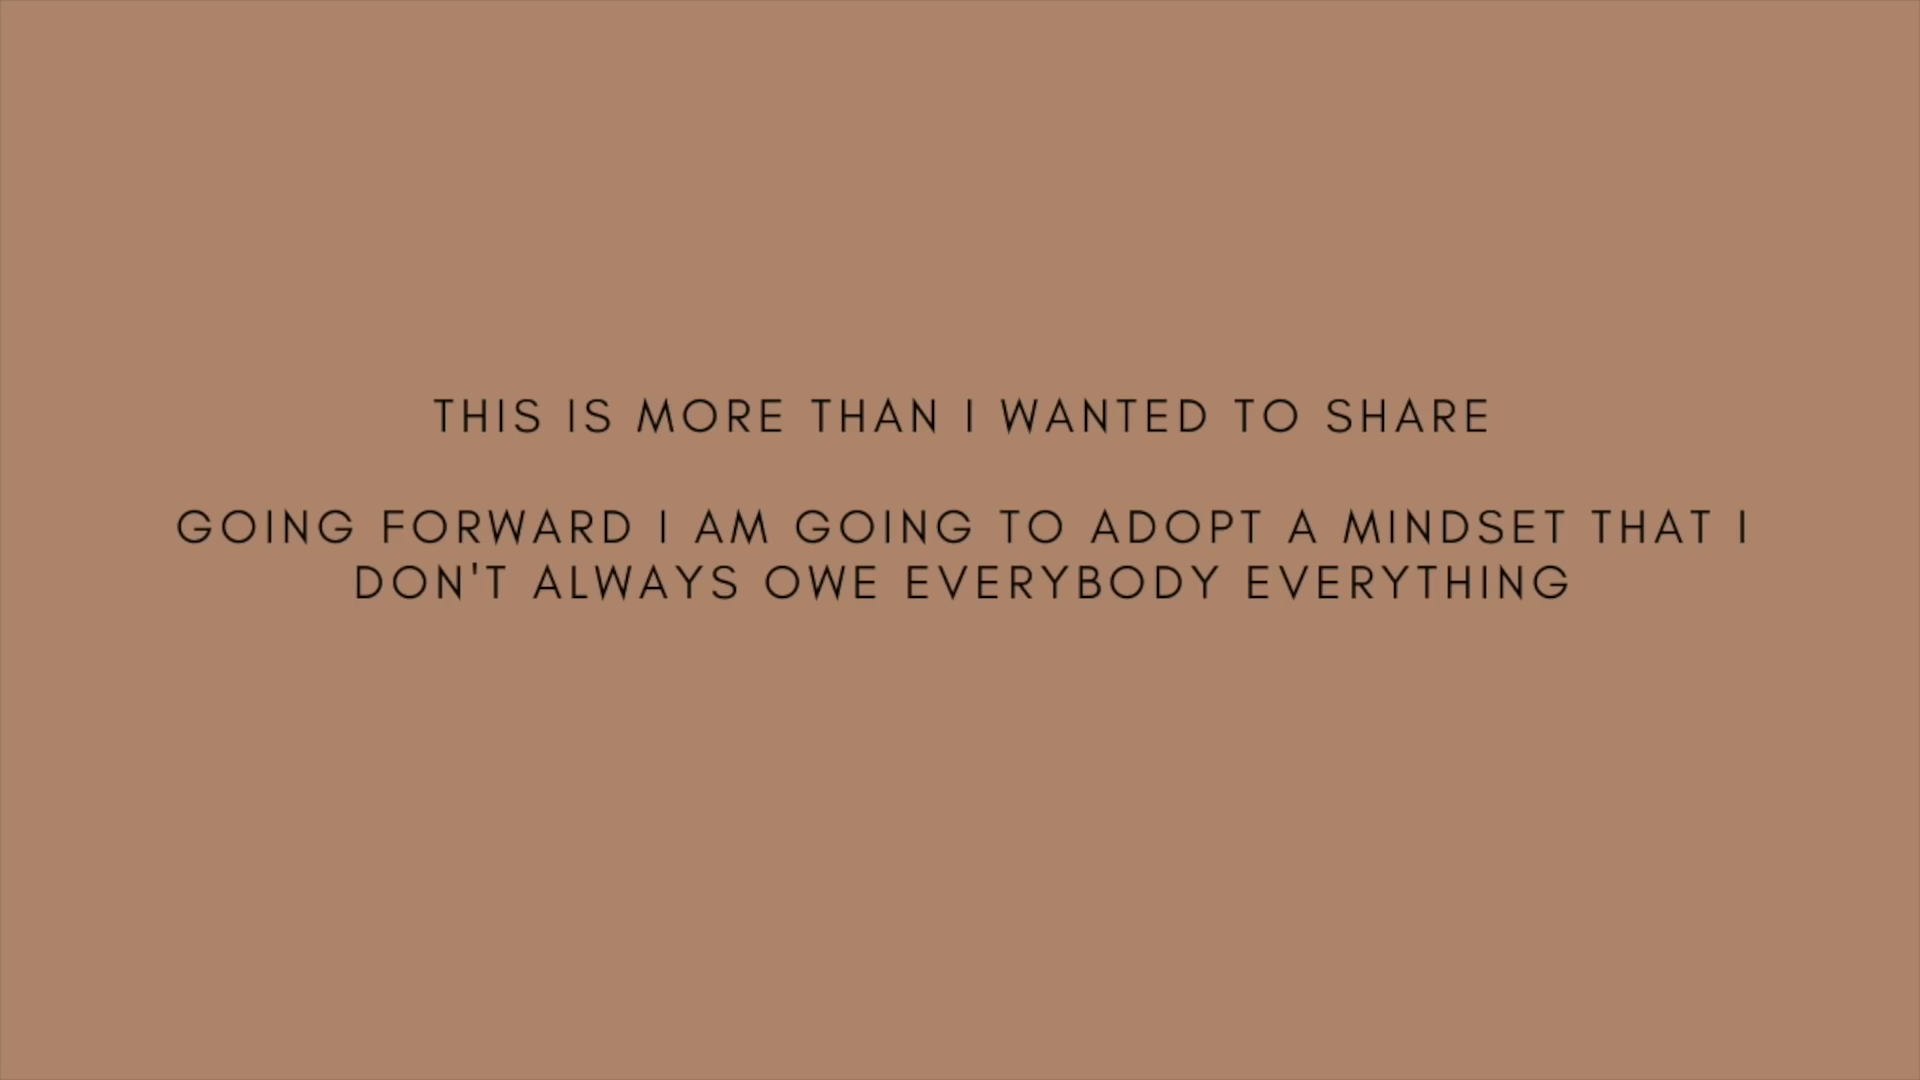 THIS IS MORE THAN I WANTED TO SHARE
GOING FORWARD I AM GOING TO ADOPT A MINDSET THAT I
DON'T ALWAYS OWE EVERYBODY EVERYTHING